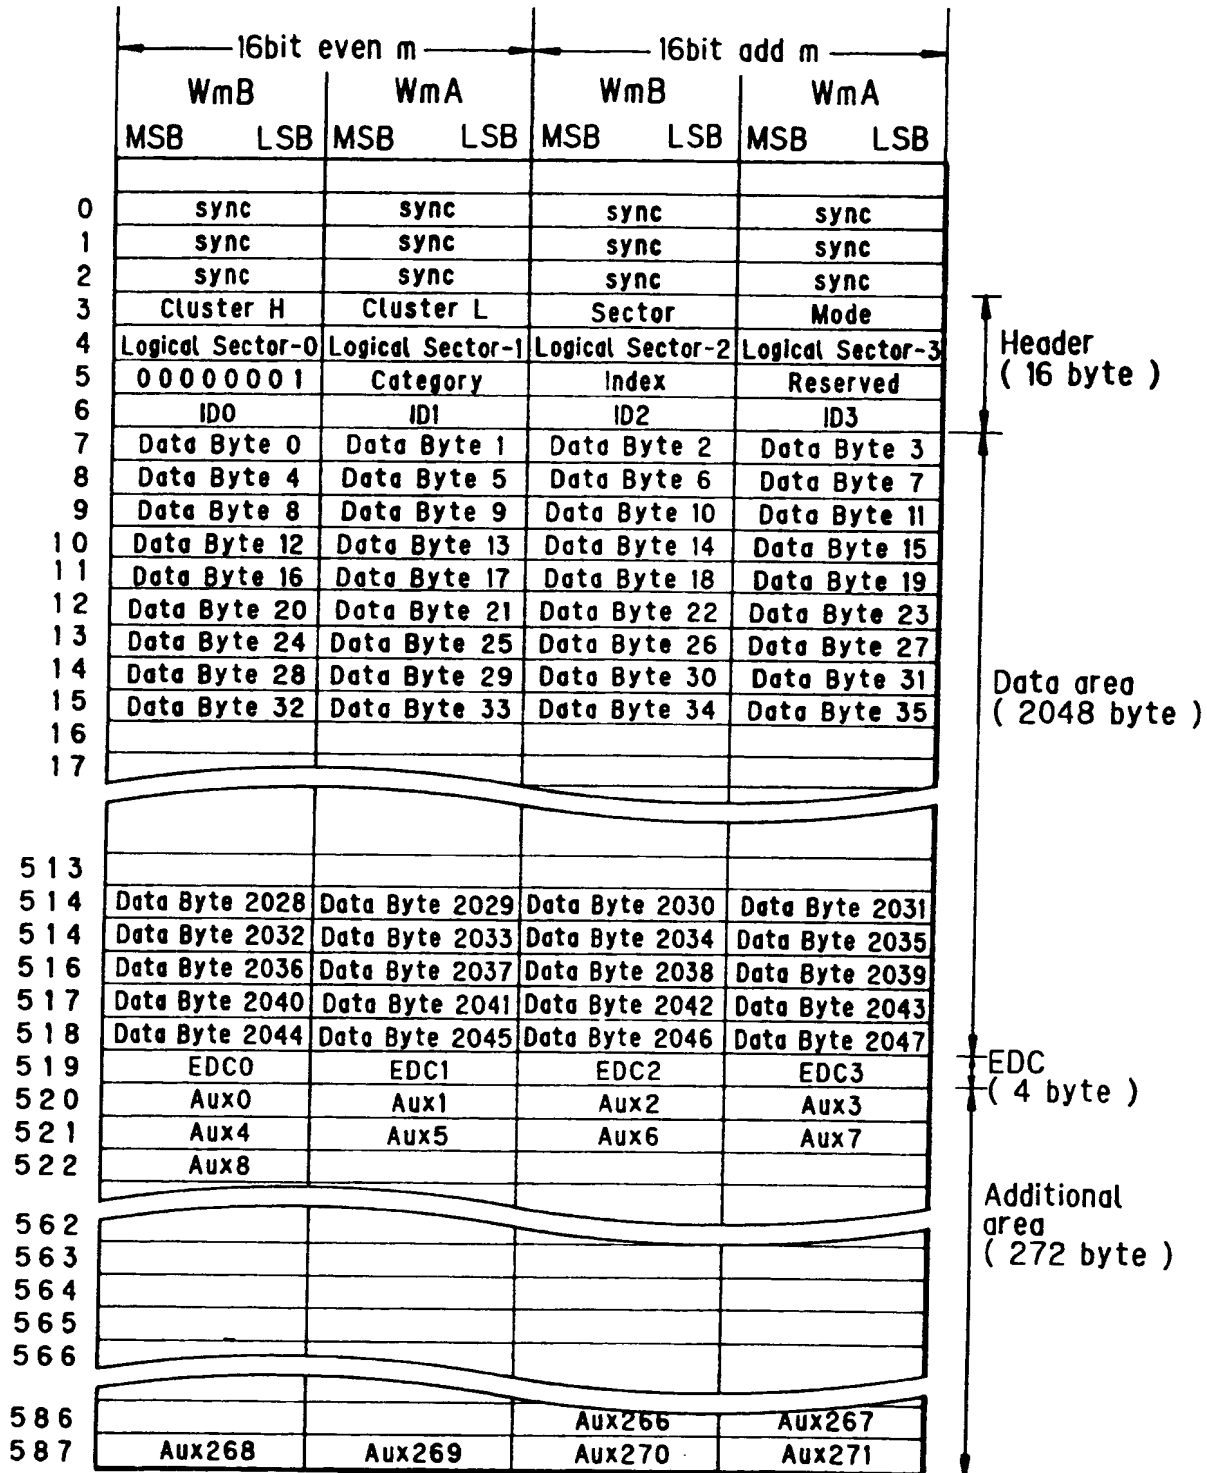 16bit even m 16bit add m
WmB WmA WmB WmA
MSB LSB MSB LSB MSB LSB MSB LSB
0 sync sync sync sync
1 sync sync sync sync
2 sync sync sync sync
3 Cluster H Cluster L Sector Mode
4 Logical Sector-0 Logical Sector-1 Logical Sector-2 Logical Sector-3
Header
5 00000001 Category Index Reserved
( 16 byte )
6 ID0 ID1 ID2 ID3
7 Data Byte 0 Data Byte 1 Data Byte 2 Data Byte 3
8 Data Byte 4 Data Byte 5 Data Byte 6 Data Byte 7
9 Data Byte 8 Data Byte 9 Data Byte 10 Data Byte 11
10 Data Byte 12 Data Byte 13 Data Byte 14 Data Byte 15
11 Data Byte 16 Data Byte 17 Data Byte 18 Data Byte 19
12 Data Byte 20 Data Byte 21 Data Byte 22 Data Byte 23
13 Data Byte 24 Data Byte 25 Data Byte 26 Data Byte 27
14 Data Byte 28 Data Byte 29 Data Byte 30 Data Byte 31
Data area
15 Data Byte 32 Data Byte 33 Data Byte 34 Data Byte 35
( 2048 byte )
16
17
513
514 Data Byte 2028 Data Byte 2029 Data Byte 2030 Data Byte 2031
514 Data Byte 2032 Data Byte 2033 Data Byte 2034 Data Byte 2035
516 Data Byte 2036 Data Byte 2037 Data Byte 2038 Data Byte 2039
517 Data Byte 2040 Data Byte 2041 Data Byte 2042 Data Byte 2043
518 Data Byte 2044 Data Byte 2045 Data Byte 2046 Data Byte 2047
519 EDC0 EDC1 EDC2 EDC3
EDC
( 4 byte )
520 Aux0 Aux1 Aux2 Aux3
521 Aux4 Aux5 Aux6 Aux7
522 Aux8
Additional
area
( 272 byte )
562
563
564
565
566
586 Aux266 Aux267
587 Aux268 Aux269 Aux270 Aux271